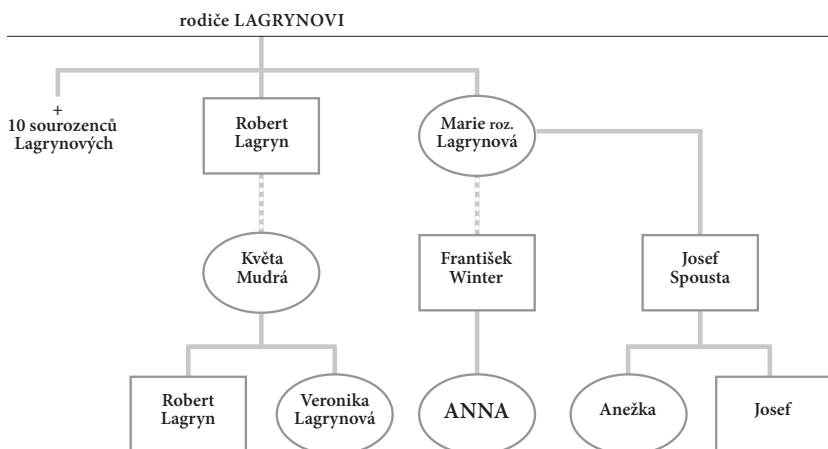 rodiče LAGRYNOVI
+
10 sourozenců
Lagrynových
Robert
Lagryn
Marie roz.
Lagrynová
Květa
Mudrá
František
Winter
Josef
Spousta
Robert
Lagryn
Veronika
Lagrynová
ANNA
Anežka
Josef